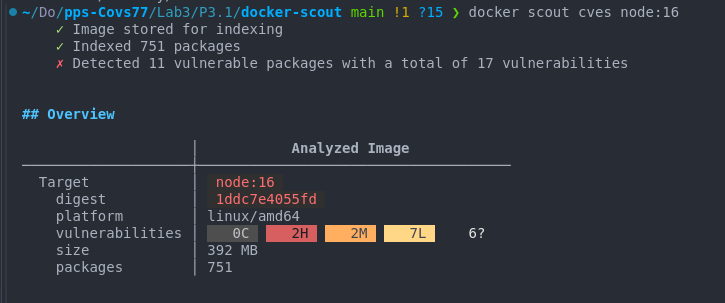 ~/Do/pps-Covs77/Lab3/P3.1/docker-scout main !1 ?15 ❯ docker scout cves node:16
✓ Image stored for indexing
✓ Indexed 751 packages
✗ Detected 11 vulnerable packages with a total of 17 vulnerabilities
## Overview
Analyzed Image
Target node:16
digest 1ddc7e4055fd
platform linux/amd64
vulnerabilities 0C 2H 2M 7L 6?
size 392 MB
packages 751